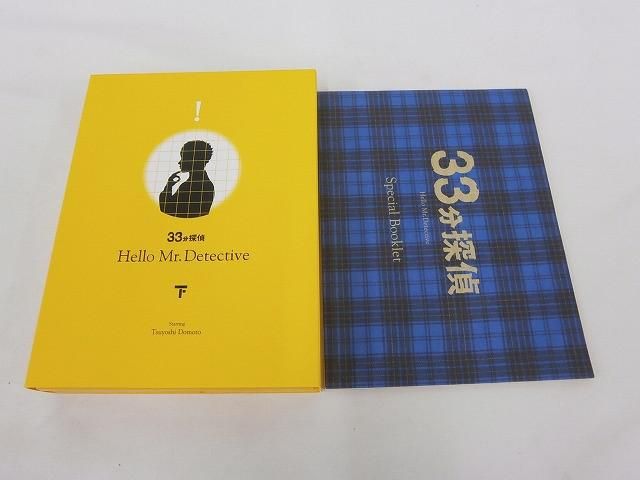 !
33分探偵
Hello Mr. Detective
下
Starring
Tsuyoshi Domoto
33分探偵
Hello Mr. Detective
Special Booklet